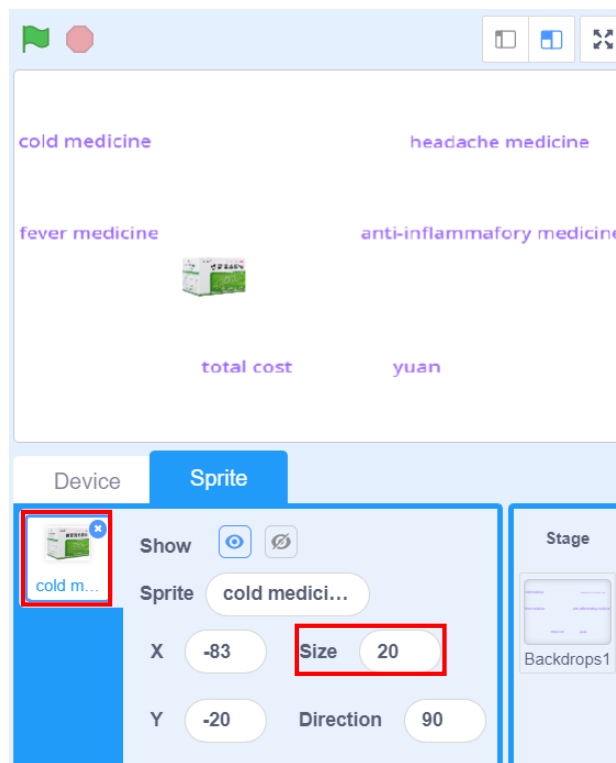 cold medicine
headache medicine
fever medicine
anti-inflammafory medicine
total cost
yuan
Device
Sprite
cold m...
Show
Sprite
cold medici...
X
-83
Size
20
Y
-20
Direction
90
Stage
Backdrops1